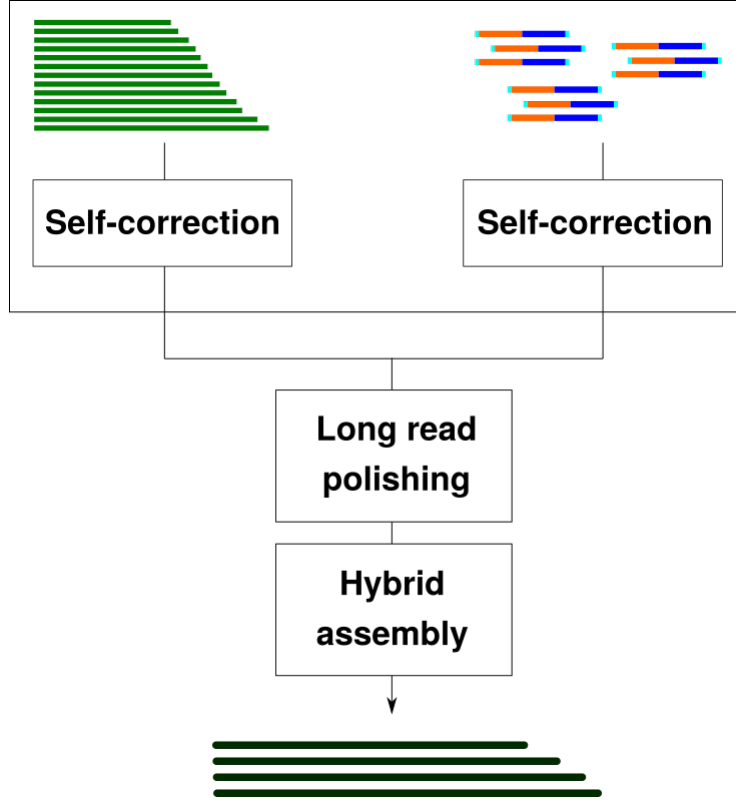 Self-correction
Self-correction
Long read
polishing
Hybrid
assembly